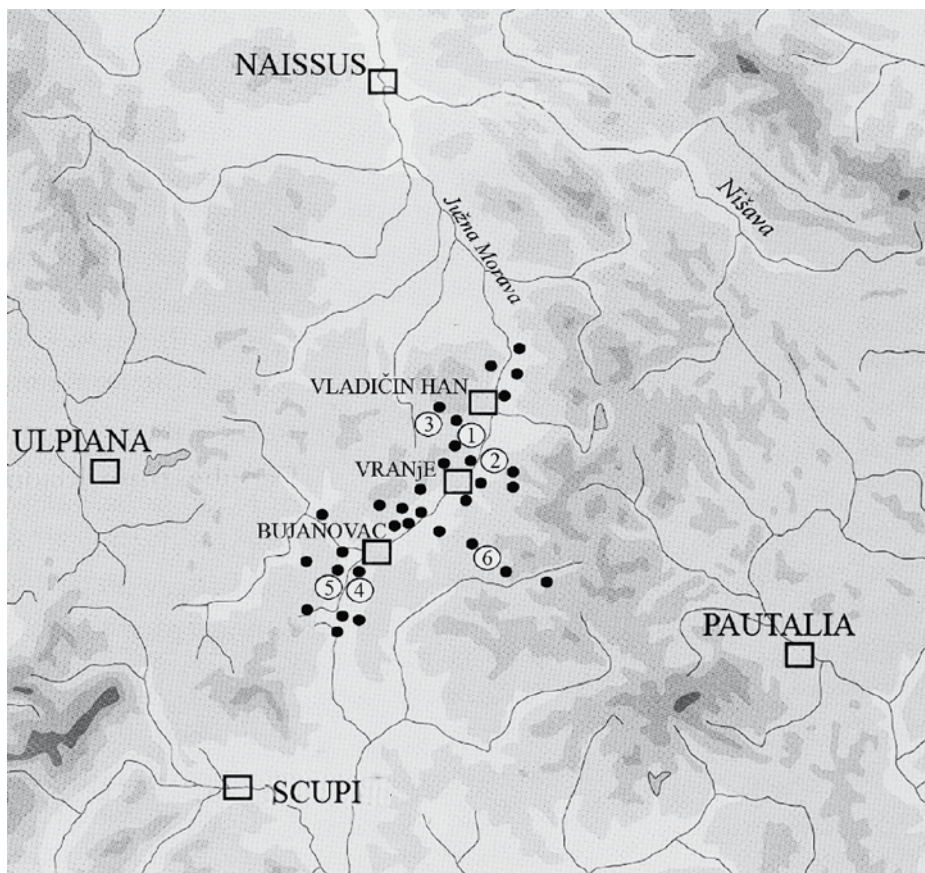 NAISSUS
Nišava
Južna Morava
VLADIČIN HAN
3
1
ULPIANA
2
VRANjE
BUJANOVAC
6
5
4
PAUTALIA
SCUPI